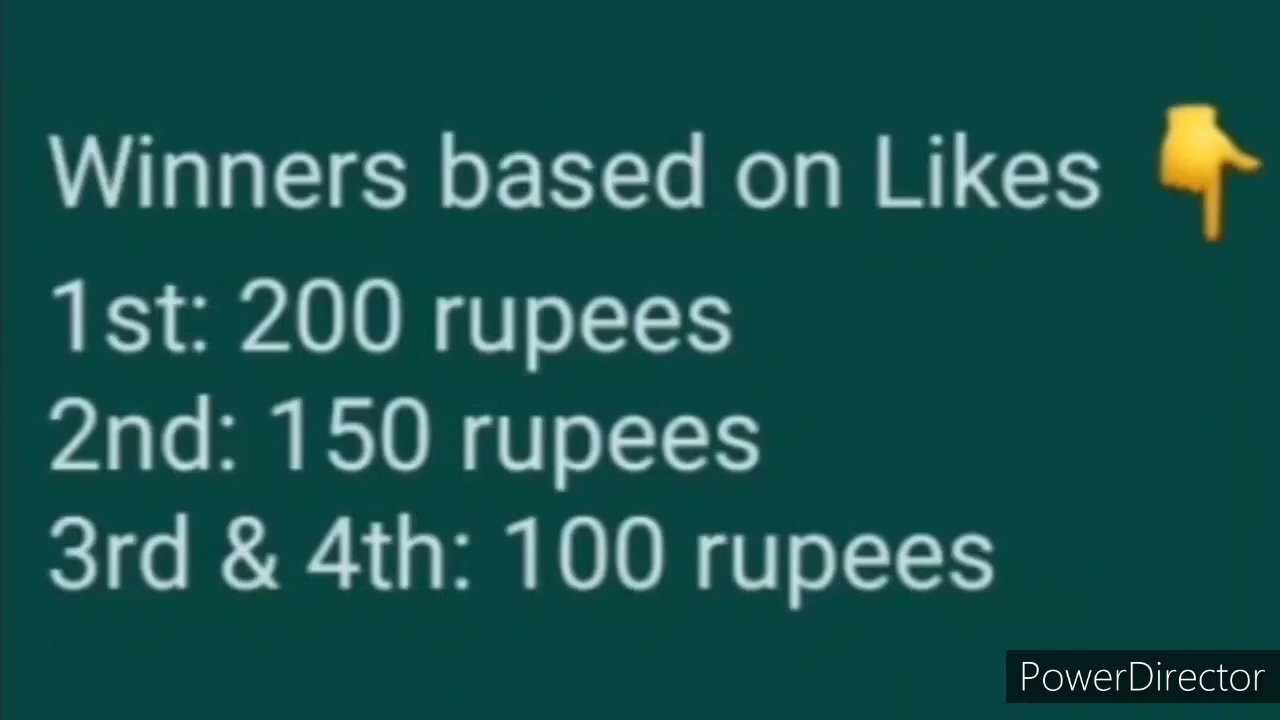 Winners based on Likes 👇
1st: 200 rupees
2nd: 150 rupees
3rd & 4th: 100 rupees
PowerDirector